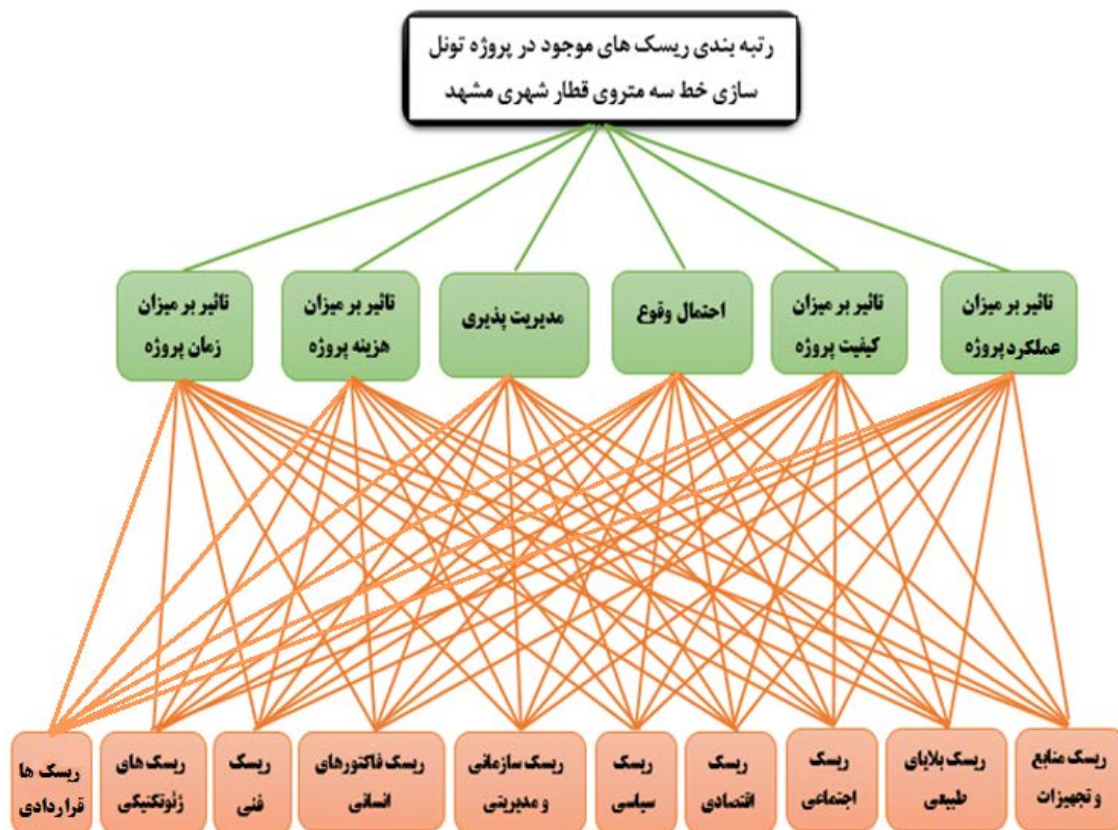 رتبه بندی ریسک های موجود در پروژه تونل
سازی خط سه متروی قطار شهری مشهد
تاثیر بر میزان
عملکرد پروژه
تاثیر بر میزان
کیفیت پروژه
احتمال وقوع
مدیریت پذیری
تاثیر بر میزان
هزینه پروژه
تاثیر بر میزان
زمان پروژه
ریسک منابع
و تجهیزات
ریسک بلایای
طبیعی
ریسک
اجتماعی
ریسک
اقتصادی
ریسک
سیاسی
ریسک سازمانی
و مدیریتی
ریسک فاکتورهای
انسانی
ریسک
فنی
ریسک های
ژئوتکنیکی
ریسک ها
قراردادی